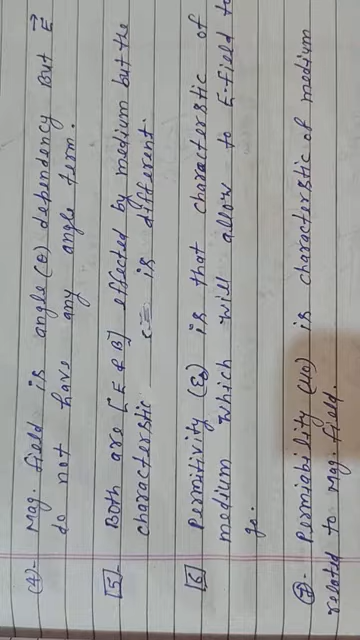 (4)- Mag. field is angle(θ) dependency But E⃗
do not have any angle term.
[5]- Both are [E & B] effected by medium but the
characteristic is different.
[6] Permitivity (ε₀) is that characterstic of
medium which will allow to E-field to
go.
(7)- Permiability (μ₀) is characterstic of medium
related to Mag. field.